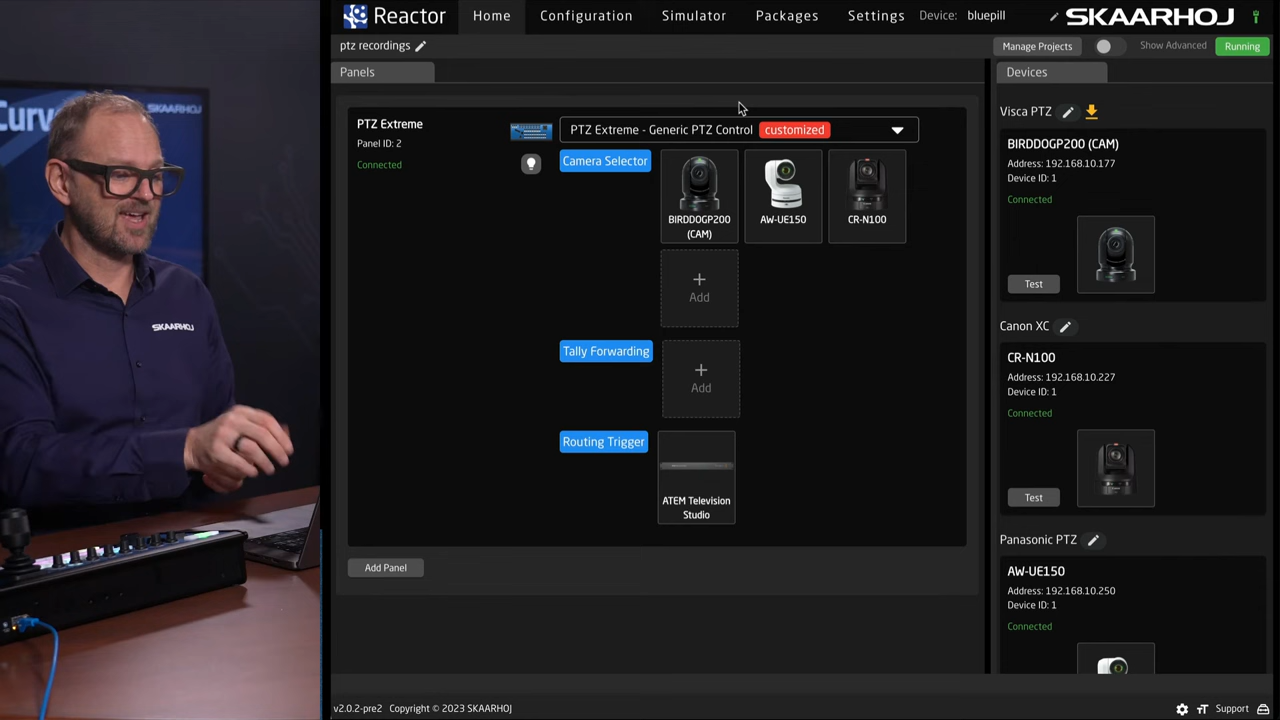 Curve
SKAARHOJ
SKAARHOJ
Reactor
Home
Configuration
Simulator
Packages
Settings
Device: bluepill
SKAARHOJ
ptz recordings
Manage Projects
Show Advanced
Running
Panels
PTZ Extreme
Panel ID: 2
Connected
PTZ Extreme - Generic PTZ Control customized
Camera Selector
BIRDDOGP200
(CAM)
AW-UE150
CR-N100
+
Add
Tally Forwarding
+
Add
Routing Trigger
ATEM Television
Studio
Add Panel
Devices
Visca PTZ
BIRDDOGP200 (CAM)
Address: 192.168.10.177
Device ID: 1
Connected
Test
Canon XC
CR-N100
Address: 192.168.10.227
Device ID: 1
Connected
Test
Panasonic PTZ
AW-UE150
Address: 192.168.10.250
Device ID: 1
Connected
v2.0.2-pre2 Copyright © 2023 SKAARHOJ
Support